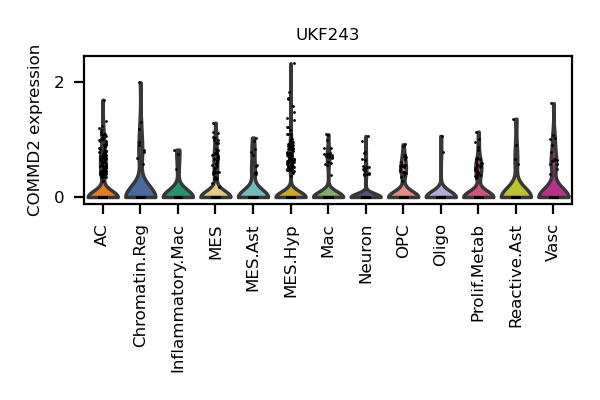 UKF243
COMMD2 expression
2
0
AC
Chromatin.Reg
Inflammatory.Mac
MES
MES.Ast
MES.Hyp
Mac
Neuron
OPC
Oligo
Prolif.Metab
Reactive.Ast
Vasc